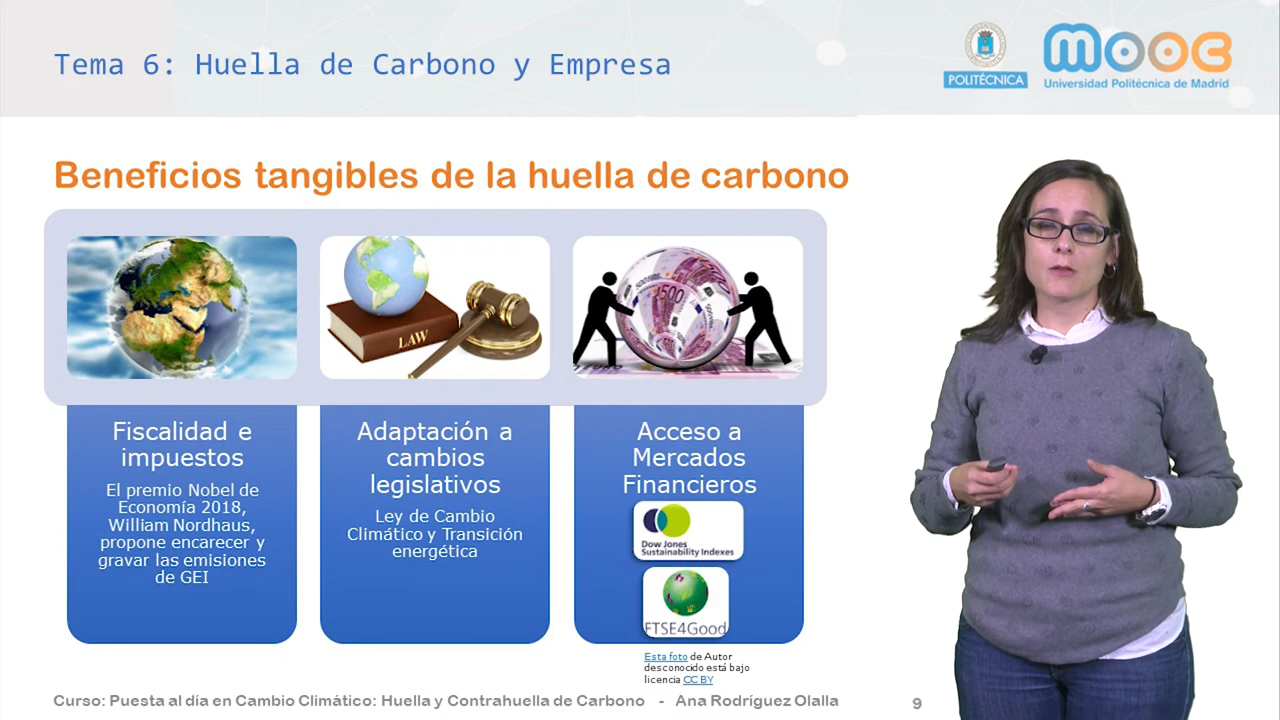 Tema 6: Huella de Carbono y Empresa
POLITÉCNICA
MOOC
Universidad Politécnica de Madrid
Beneficios tangibles de la huella de carbono
LAW
500
Fiscalidad e
impuestos
El premio Nobel de
Economía 2018,
William Nordhaus,
propone encarecer y
gravar las emisiones
de GEI
Adaptación a
cambios
legislativos
Ley de Cambio
Climático y Transición
energética
Acceso a
Mercados
Financieros
Dow Jones
Sustainability Indexes
FTSE4Good
Esta foto de Autor
desconocido está bajo
licencia CC BY
Curso: Puesta al día en Cambio Climático: Huella y Contrahuella de Carbono - Ana Rodríguez Olalla
9